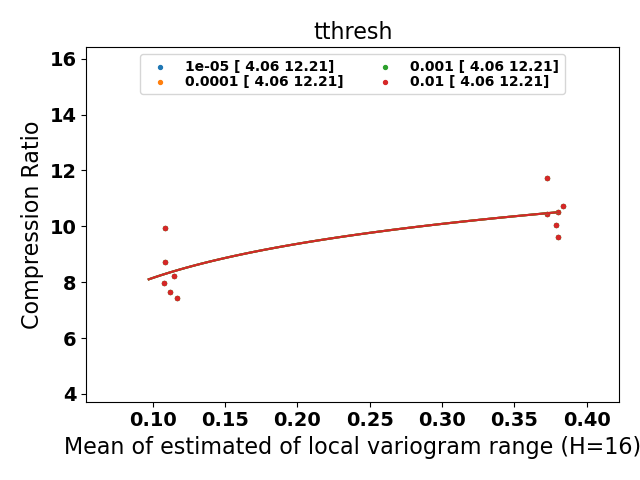 tthresh
1e-05 [ 4.06 12.21]
0.0001 [ 4.06 12.21]
0.001 [ 4.06 12.21]
0.01 [ 4.06 12.21]
Compression Ratio
16
14
12
10
8
6
4
0.10 0.15 0.20 0.25 0.30 0.35 0.40
Mean of estimated of local variogram range (H=16)